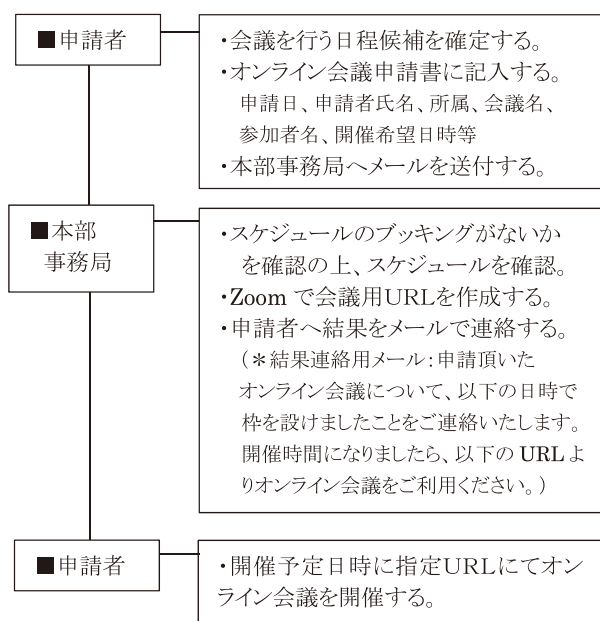 ■申請者
・会議を行う日程候補を確定する。
・オンライン会議申請書に記入する。
申請日、申請者氏名、所属、会議名、
参加者名、開催希望日時等
・本部事務局へメールを送付する。
■本部
事務局
・スケジュールのブッキングがないか
を確認の上、スケジュールを確認。
・Zoom で会議用URLを作成する。
・申請者へ結果をメールで連絡する。
（＊結果連絡用メール：申請頂いた
オンライン会議について、以下の日時で
枠を設けましたことをご連絡いたします。
開催時間になりましたら、以下の URL よ
りオンライン会議をご利用ください。）
■申請者
・開催予定日時に指定URLにてオン
ライン会議を開催する。